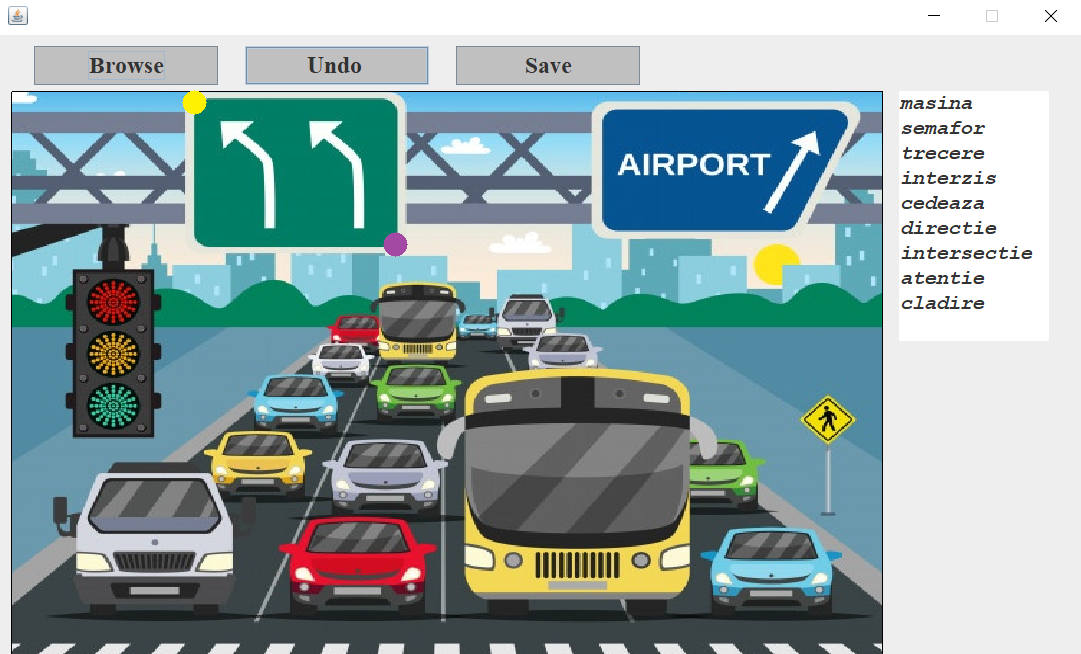 Browse Undo Save
AIRPORT
masina
semafor
trecere
interzis
cedeaza
directie
intersectie
atentie
cladire